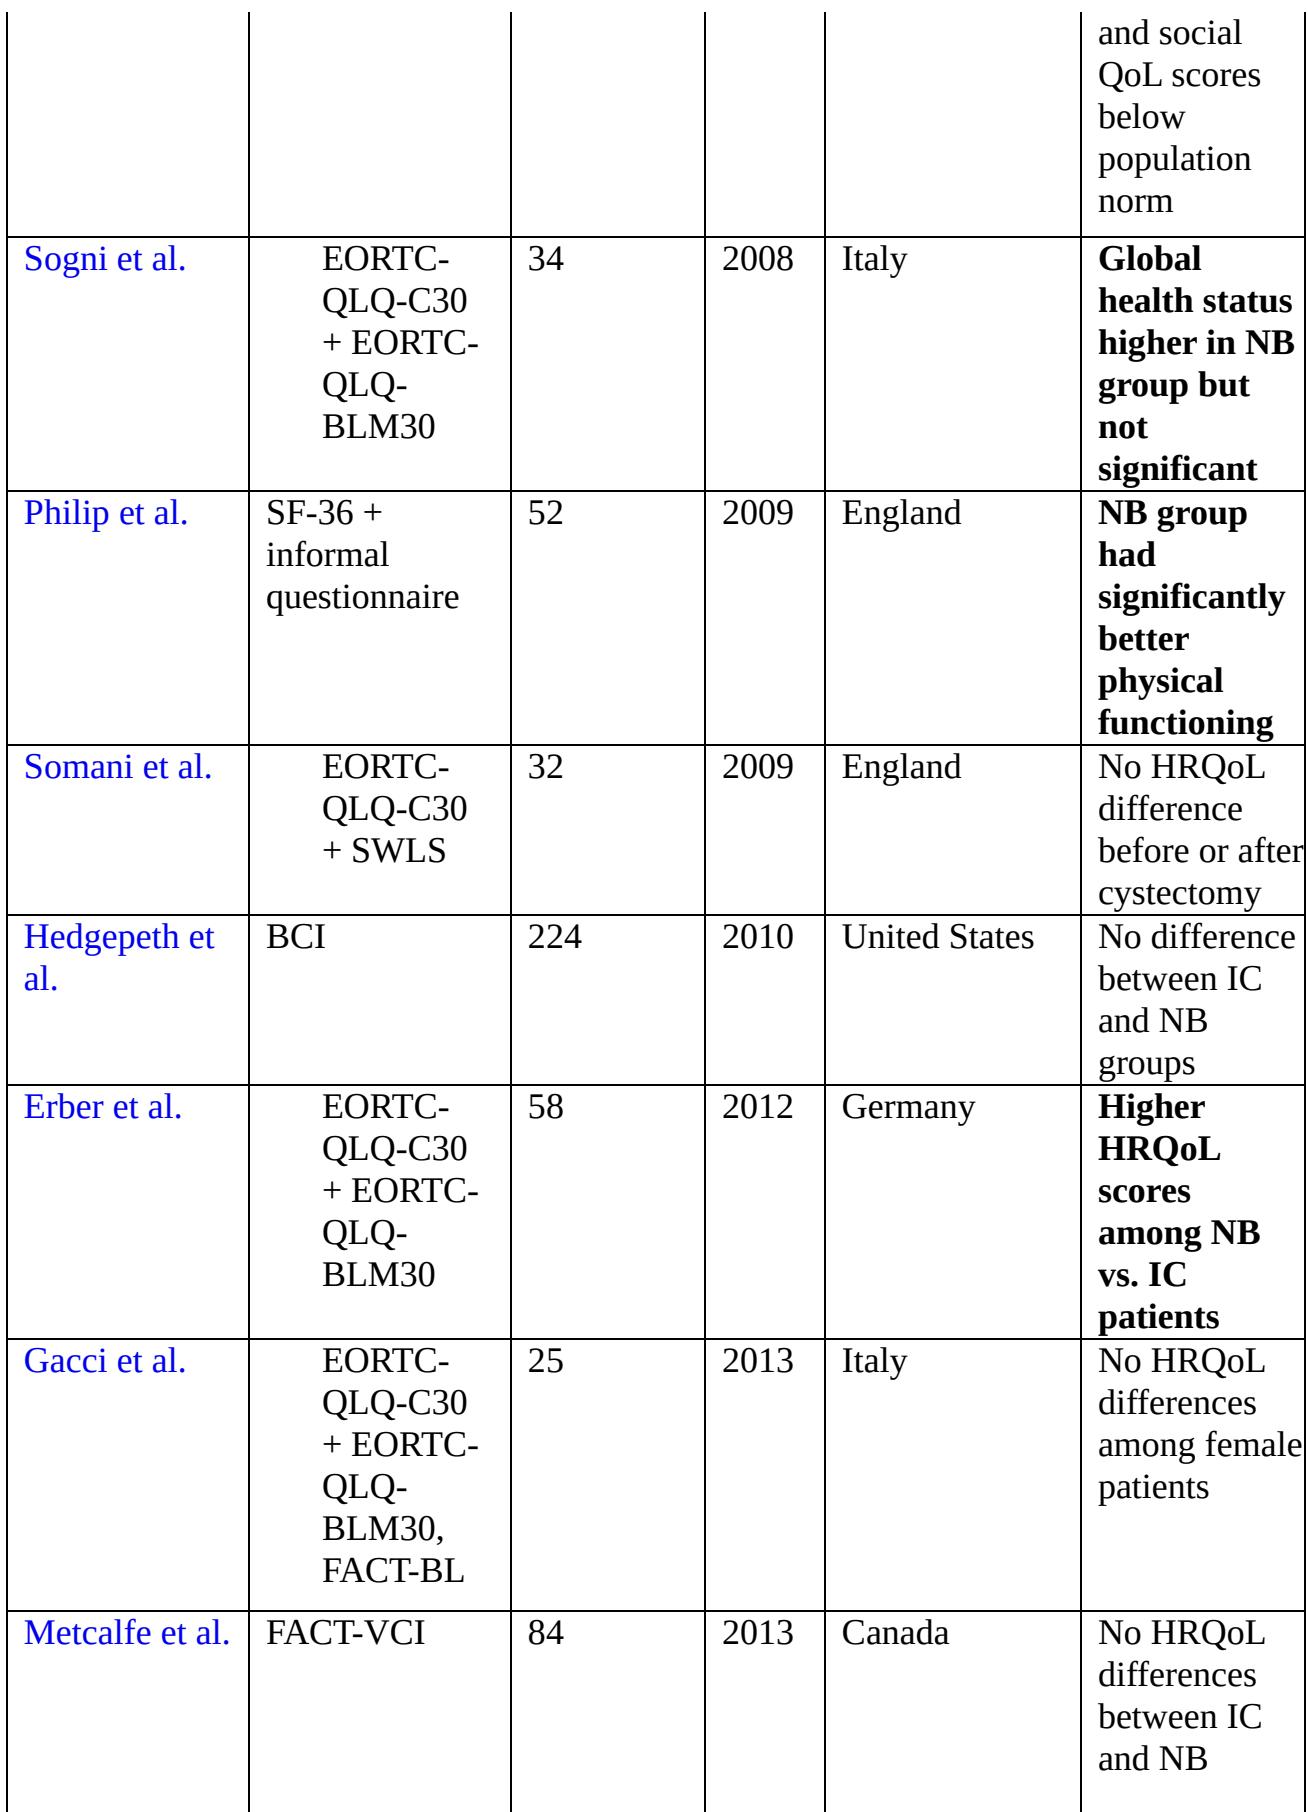 and social
QoL scores
below
population
norm
Sogni et al.
EORTC-
QLQ-C30
+ EORTC-
QLQ-
BLM30
34
2008
Italy
Global
health status
higher in NB
group but
not
significant
Philip et al.
SF-36 +
informal
questionnaire
52
2009
England
NB group
had
significantly
better
physical
functioning
Somani et al.
EORTC-
QLQ-C30
+ SWLS
32
2009
England
No HRQoL
difference
before or after
cystectomy
Hedgepeth et
al.
BCI
224
2010
United States
No difference
between IC
and NB
groups
Erber et al.
EORTC-
QLQ-C30
+ EORTC-
QLQ-
BLM30
58
2012
Germany
Higher
HRQoL
scores
among NB
vs. IC
patients
Gacci et al.
EORTC-
QLQ-C30
+ EORTC-
QLQ-
BLM30,
FACT-BL
25
2013
Italy
No HRQoL
differences
among female
patients
Metcalfe et al.
FACT-VCI
84
2013
Canada
No HRQoL
differences
between IC
and NB